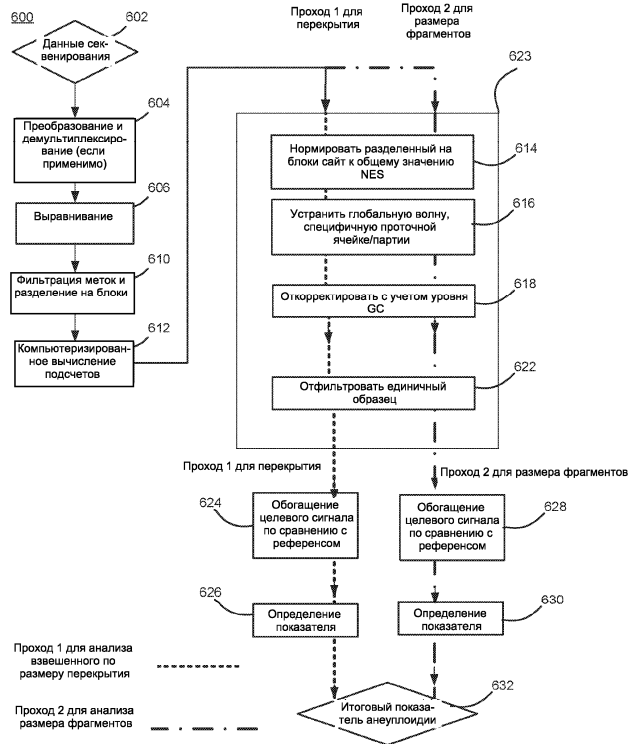 600
602
Данные сек-
венирования
604
Преобразование и
демультиплексиро-
вание (если
применимо)
606
Выравнивание
610
Фильтрация меток и
разделение на блоки
612
Компьютеризирован-
ное вычисление
подсчетов
Проход 1 для
перекрытия
Проход 2 для
размера
фрагментов
623
Нормировать разделенный на
блоки сайт к общему значению
NES
614
Устранить глобальную волну,
специфичную проточной
ячейке/партии
616
Откорректировать с учетом уровня
GC
618
Отфильтровать единичный
образец
622
Проход 1 для перекрытия
Проход 2 для размера фрагментов
624
Обогащение
целевого сигнала
по сравнению с
референсом
Обогащение
целевого сигнала
по сравнению с
референсом
628
626
Определение
показателя
Определение
показателя
630
Проход 1 для анализа
взвешенного по
размеру перекрытия
632
Итоговый показа-
тель анеуплоидии
Проход 2 для анализа
размера фрагментов